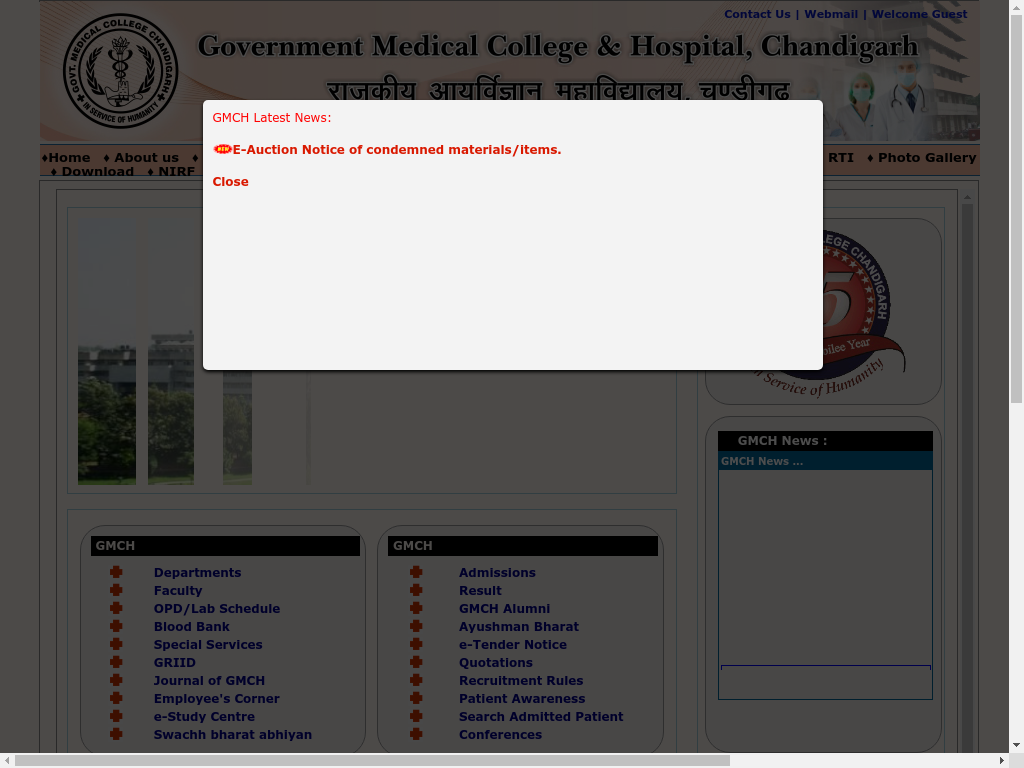 Contact Us | Webmail | Welcome Guest
GOVT. MEDICAL COLLEGE CHANDIGARH
IN SERVICE OF HUMANITY
Government Medical College & Hospital, Chandigarh
राजकीय आयुर्विज्ञान महाविद्यालय, चण्डीगढ़
♦Home ♦ About us ♦
RTI ♦ Photo Gallery
♦ Download ♦ NIRF
GMCH Latest News:
NEW E-Auction Notice of condemned materials/items.
Close
EGE CHANDIGARH
5
bilee Year
Service of Humanity
GMCH News :
GMCH News ...
GMCH
Departments
Faculty
OPD/Lab Schedule
Blood Bank
Special Services
GRIID
Journal of GMCH
Employee's Corner
e-Study Centre
Swachh bharat abhiyan
GMCH
Admissions
Result
GMCH Alumni
Ayushman Bharat
e-Tender Notice
Quotations
Recruitment Rules
Patient Awareness
Search Admitted Patient
Conferences